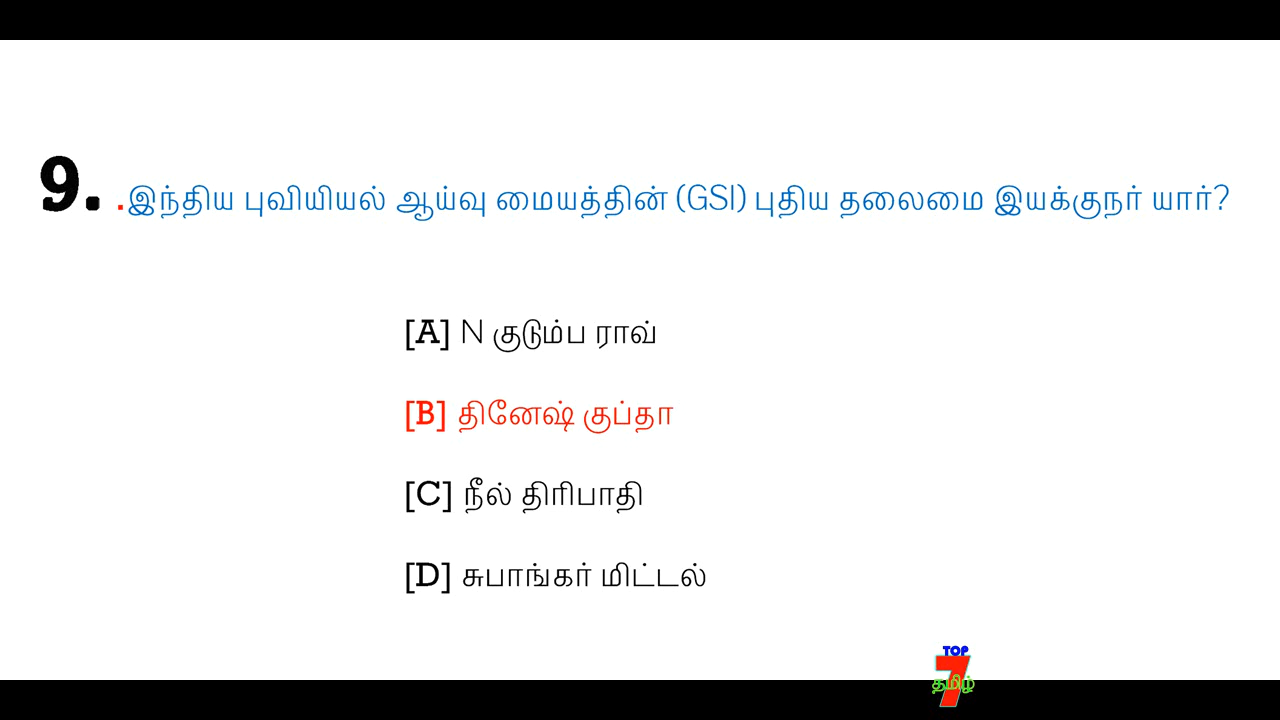 9. .இந்திய புவியியல் ஆய்வு மையத்தின் (GSI) புதிய தலைமை இயக்குநர் யார்?
[A] N குடும்ப ராவ்
[B] தினேஷ் குப்தா
[C] நீல் திரிபாதி
[D] சுபாங்கர் மிட்டல்
TOP
7
தமிழ்